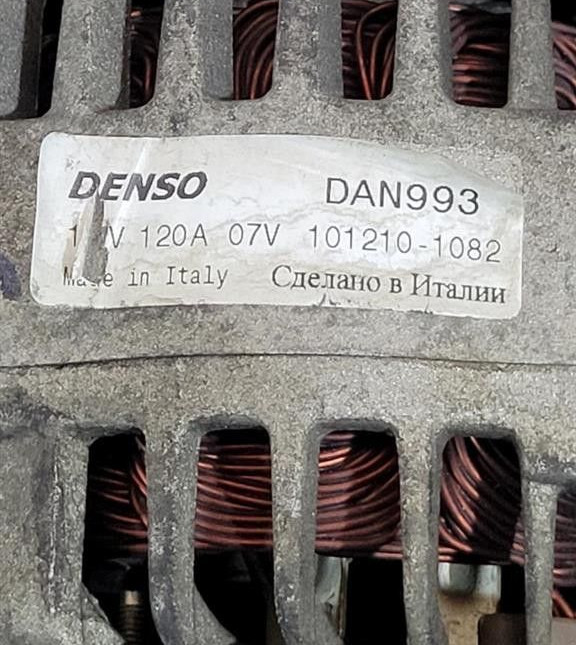 DENSO DAN993
120A 07V 101210-1082
in Italy Сделано в Италии